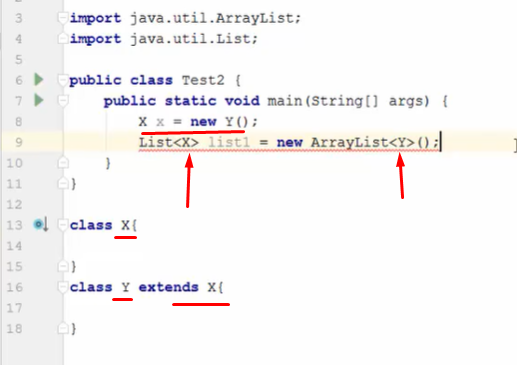 3 import java.util.ArrayList;
4 import java.util.List;
5
6 public class Test2 {
7 public static void main(String[] args) {
8 X x = new Y();
9 List<X> list1 = new ArrayList<Y>();
10 }
11 }
12
13 class X{
14
15 }
16 class Y extends X{
17
18 }